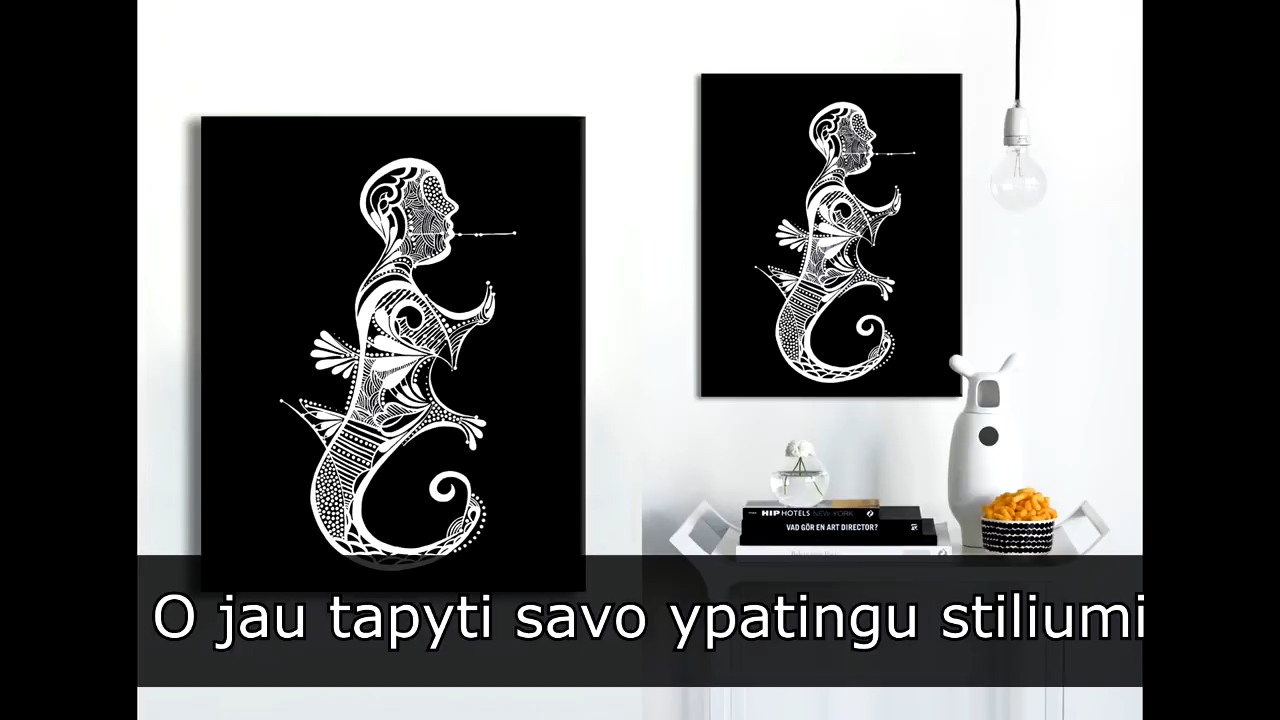 HIP HOTELS NEW YORK
VAD GÖR EN ART DIRECTOR?
O jau tapyti savo ypatingu stiliumi